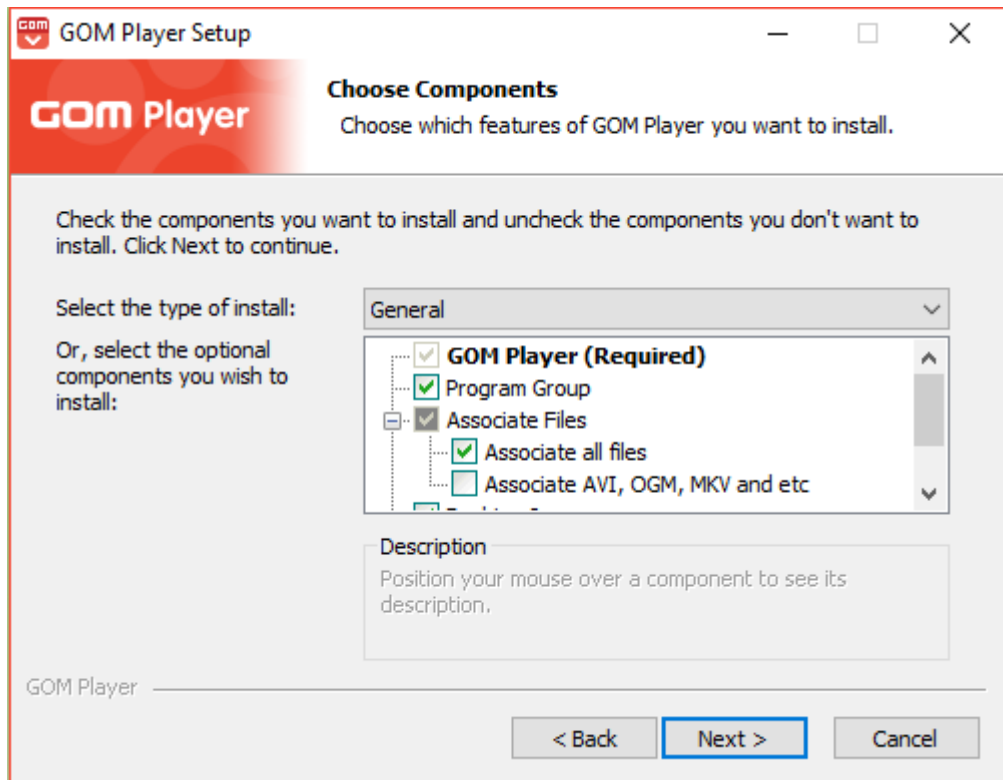 GOM
GOM Player Setup
GOM Player
Choose Components
Choose which features of GOM Player you want to install.
Check the components you want to install and uncheck the components you don't want to
install. Click Next to continue.
Select the type of install:
General
Or, select the optional
components you wish to
install:
GOM Player (Required)
Program Group
Associate Files
Associate all files
Associate AVI, OGM, MKV and etc
Description
Position your mouse over a component to see its
description.
GOM Player
< Back
Next >
Cancel